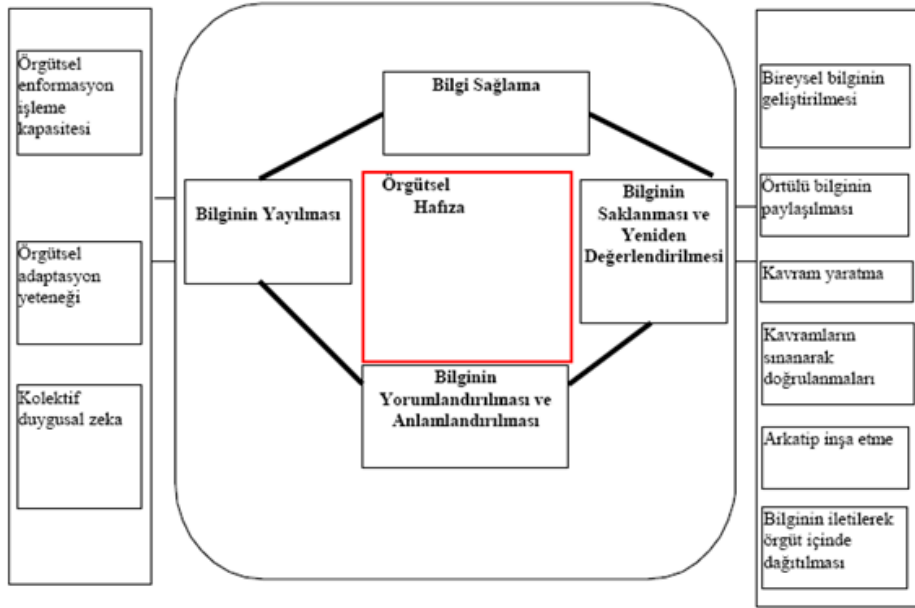 Örgütsel
enformasyon
işleme
kapasitesi
Örgütsel
adaptasyon
yeteneği
Kolektif
duygusal zeka
Bilgi Sağlama
Bilginin Yayılması
Örgütsel
Hafıza
Bilginin
Saklanması ve
Yeniden
Değerlendirilmesi
Bilginin
Yorumlandırılması ve
Anlamlandırılması
Bireysel bilginin
geliştirilmesi
Örtülü bilginin
paylaşılması
Kavram yaratma
Kavramların
sınanarak
doğrulanmaları
Arkatip inşa etme
Bilginin iletilerek
örgüt içinde
dağıtılması